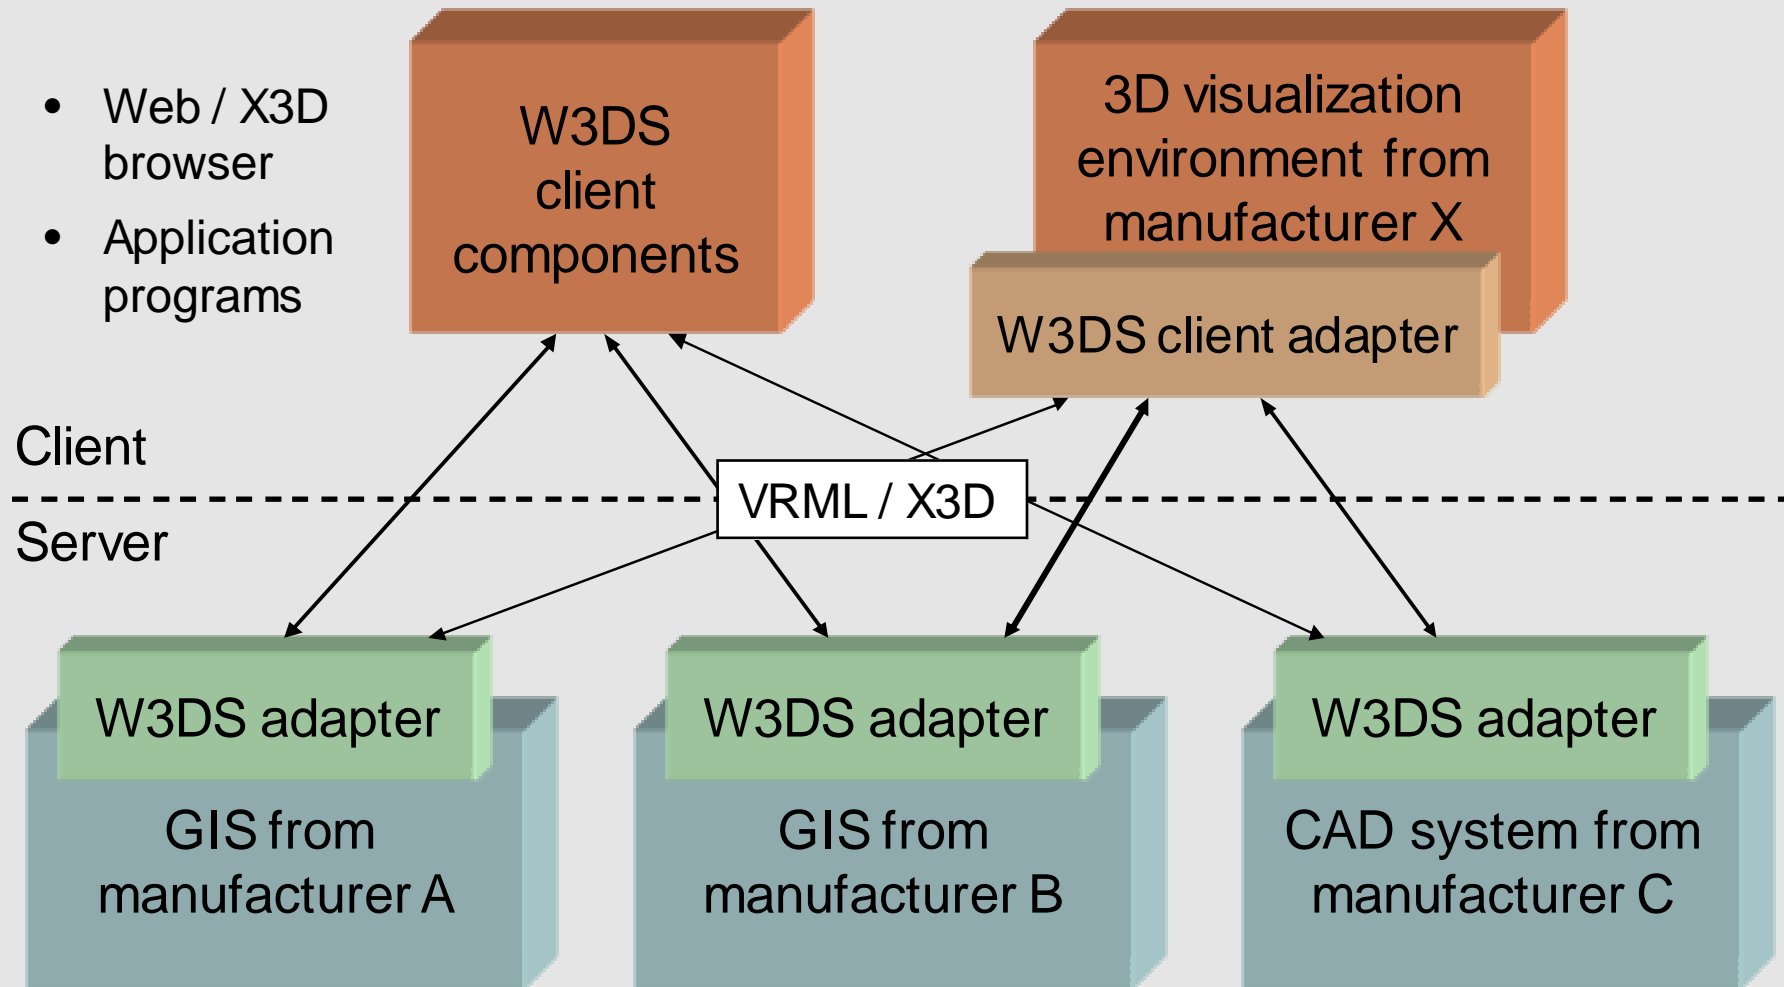 • Web / X3D
browser
• Application
programs
W3DS
client
components
3D visualization
environment from
manufacturer X
W3DS client adapter
Client
VRML / X3D
Server
W3DS adapter
GIS from
manufacturer A
W3DS adapter
GIS from
manufacturer B
W3DS adapter
CAD system from
manufacturer C